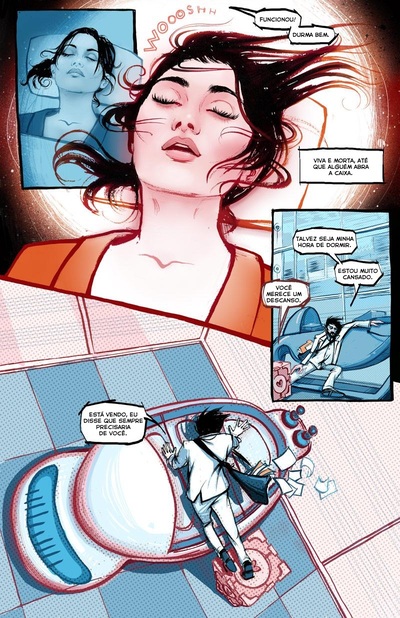 WOOOSHH
FUNCIONOU!
DURMA BEM.
VIVA E MORTA, ATÉ
QUE ALGUÉM ABRA
A CAIXA.
TALVEZ SEJA MINHA
HORA DE DORMIR.
ESTOU MUITO
CANSADO.
VOCÊ
MERECE UM
DESCANSO.
ESTÁ VENDO, EU
DISSE QUE SEMPRE
PRECISARIA
DE VOCÊ.